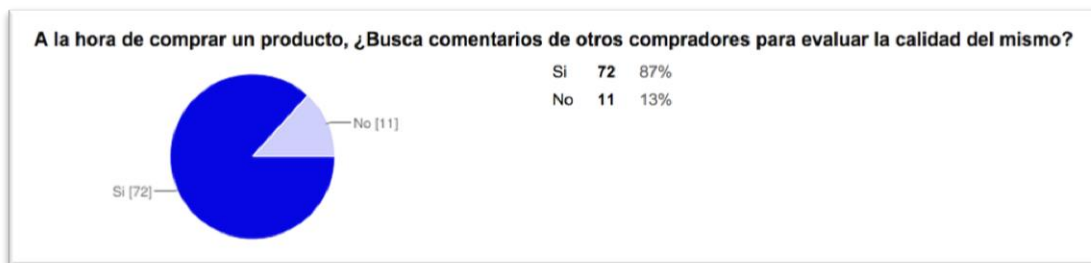 A la hora de comprar un producto, ¿Busca comentarios de otros compradores para evaluar la calidad del mismo?
Si 72 87%
No 11 13%
No [11]
Si [72]